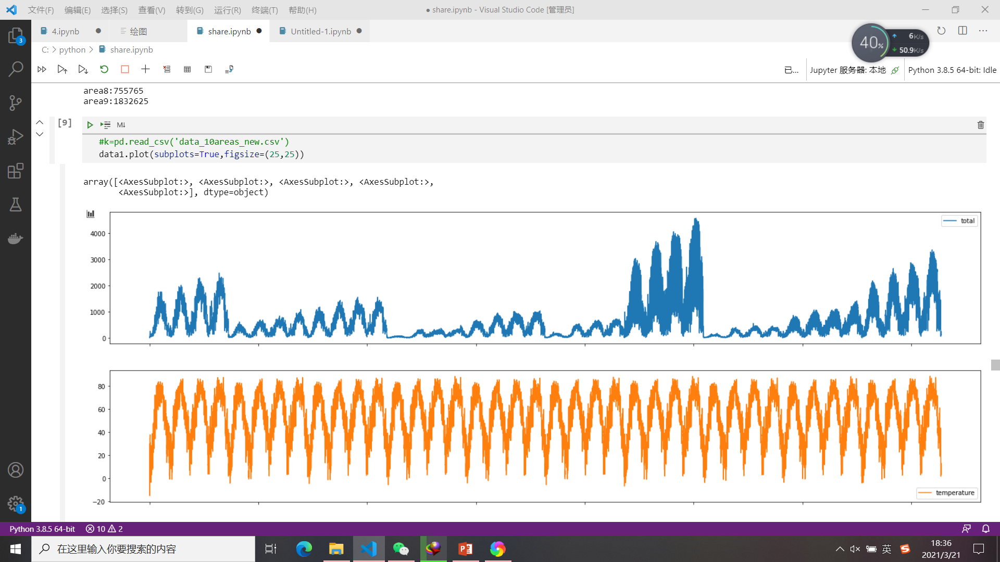 文件(F) 编辑(E) 选择(S) 查看(V) 转到(G) 运行(R) 终端(T) 帮助(H) ● share.ipynb - Visual Studio Code [管理员]
4.ipynb 绘图 share.ipynb Untitled-1.ipynb
40% 6K/s
50.9K/s
C: python share.ipynb
已... Jupyter 服务器: 本地 Python 3.8.5 64-bit: Idle
area8:755765
area9:1832625
[9] M↓
#k=pd.read_csv('data_10areas_new.csv')
data1.plot(subplots=True,figsize=(25,25))
array([<AxesSubplot:>, <AxesSubplot:>, <AxesSubplot:>, <AxesSubplot:>,
<AxesSubplot:>], dtype=object)
total
4000
3000
2000
1000
0
80
60
40
20
0
temperature
−20
3
1
Python 3.8.5 64-bit 10 2
在这里输入你要搜索的内容
英
18:36
2021/3/21